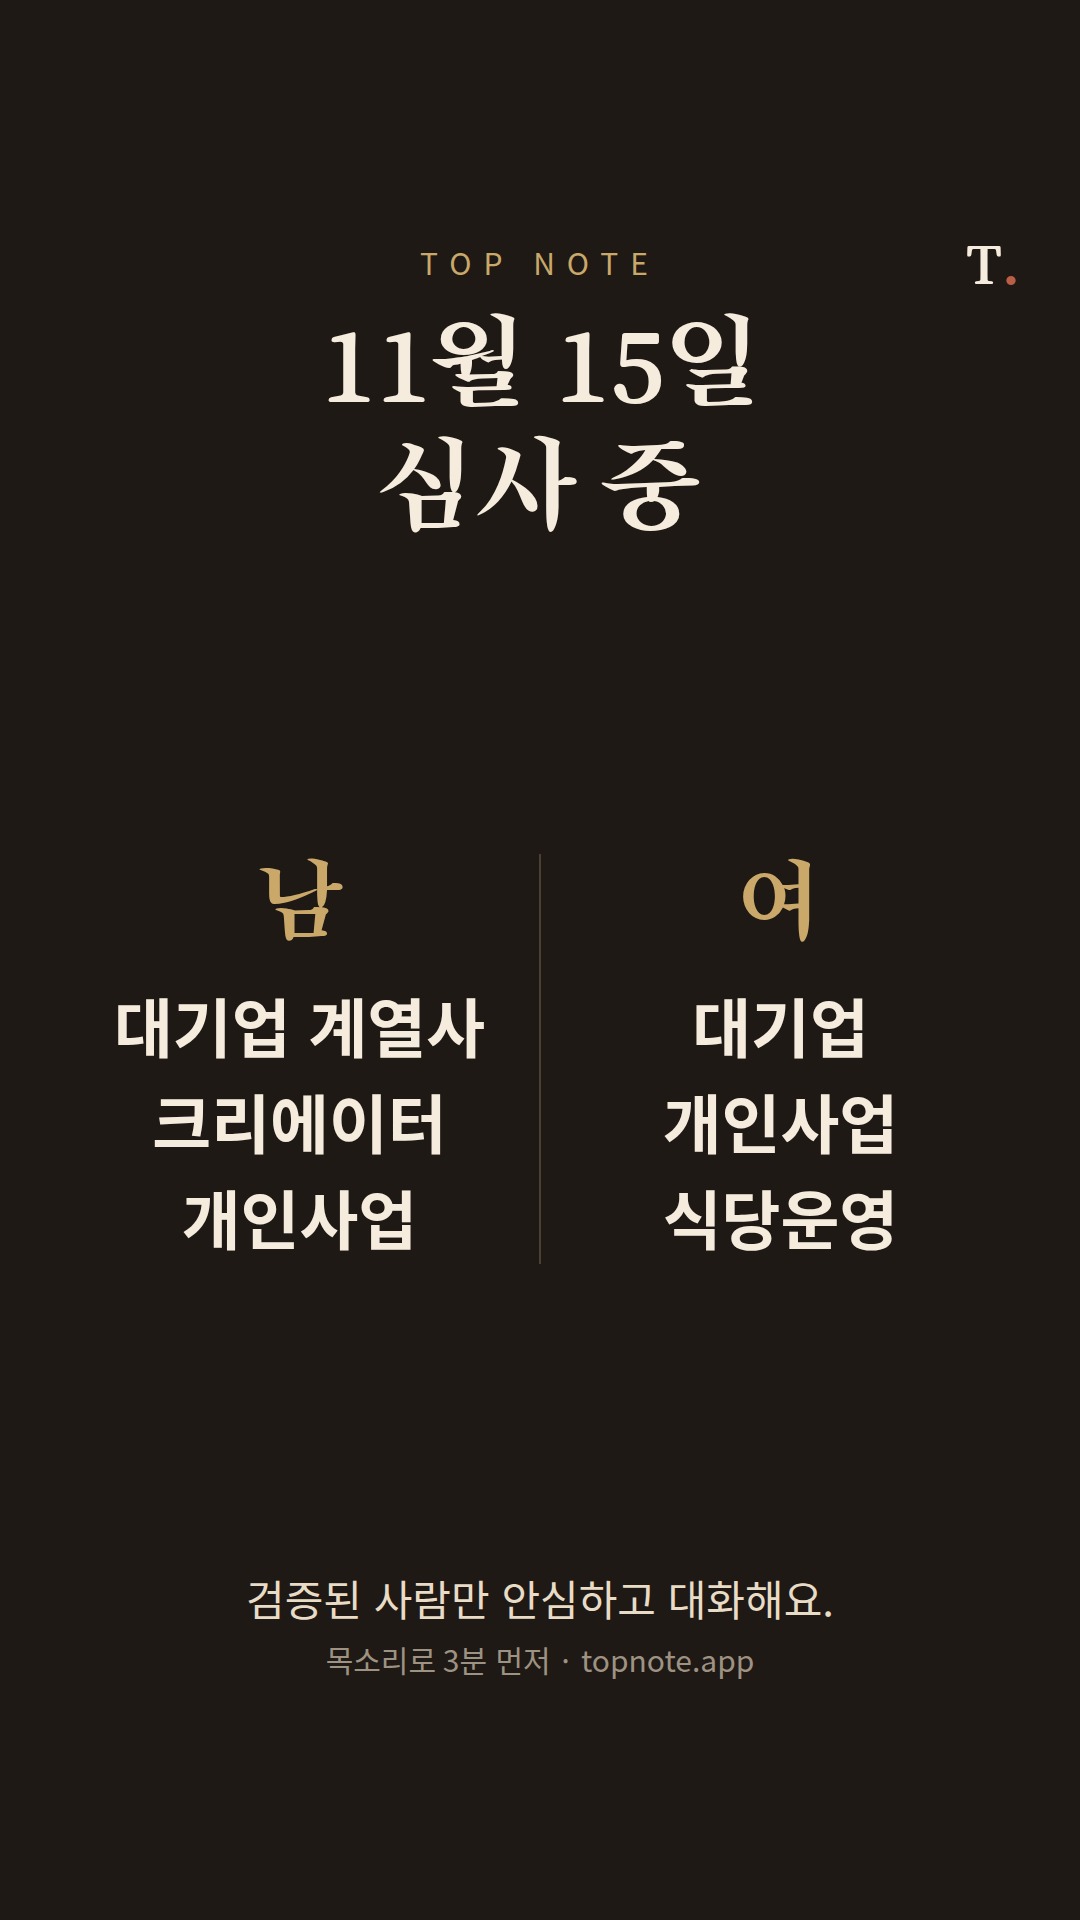 TOP NOTE
T.
11월 15일
심사 중
남
대기업 계열사
크리에이터
개인사업
여
대기업
개인사업
식당운영
검증된 사람만 안심하고 대화해요.
목소리로 3분 먼저 · topnote.app